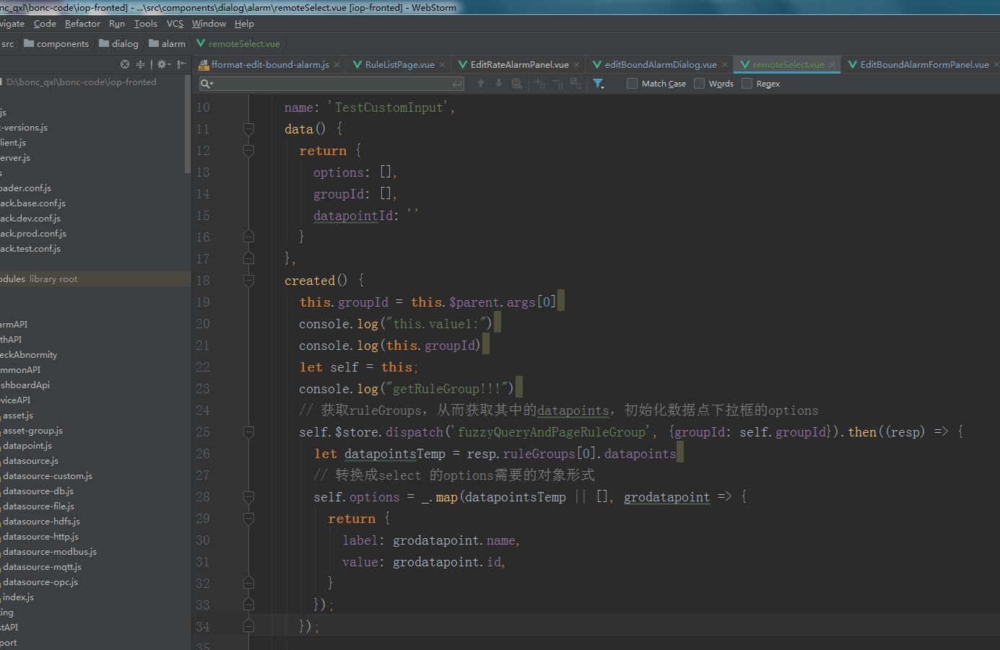 nc_qxl\bonc-code\iop-fronted] - ...\src\components\dialog\alarm\remoteSelect.vue [iop-fronted] - WebStorm
vigate Code Refactor Run Tools VCS Window Help
src components dialog alarm remoteSelect.vue
fformat-edit-bound-alarm.js RuleListPage.vue EditRateAlarmPanel.vue editBoundAlarmDialog.vue remoteSelect.vue EditBoundAlarmFormPanel.vue
Match Case Words Regex
D:\bonc_qxl\bonc-code\iop-fronted
js
-versions.js
lient.js
erver.js
s
oader.conf.js
ack.base.conf.js
ack.dev.conf.js
ack.prod.conf.js
ack.test.conf.js
odules library root
armAPI
thAPI
eckAbnormity
mmonAPI
shboardApi
viceAPI
asset.js
asset-group.js
datapoint.js
datasource.js
datasource-custom.js
datasource-db.js
datasource-file.js
datasource-hdfs.js
datasource-http.js
datasource-modbus.js
datasource-mqtt.js
datasource-opc.js
index.js
ting
stAPI
port
10 name: 'TestCustomInput',
11 data() {
12 return {
13 options: [],
14 groupId: [],
15 datapointId: ''
16 }
17 },
18 created() {
19 this.groupId = this.$parent.args[0]
20 console.log("this.value1:")
21 console.log(this.groupId)
22 let self = this;
23 console.log("getRuleGroup!!!")
24 // 获取ruleGroups，从而获取其中的datapoints，初始化数据点下拉框的options
25 self.$store.dispatch('fuzzyQueryAndPageRuleGroup', {groupId: self.groupId}).then((resp) => {
26 let datapointsTemp = resp.ruleGroups[0].datapoints
27 // 转换成select 的options需要的对象形式
28 self.options = _.map(datapointsTemp || [], grodatapoint => {
29 return {
30 label: grodatapoint.name,
31 value: grodatapoint.id,
32 }
33 });
34 });
35